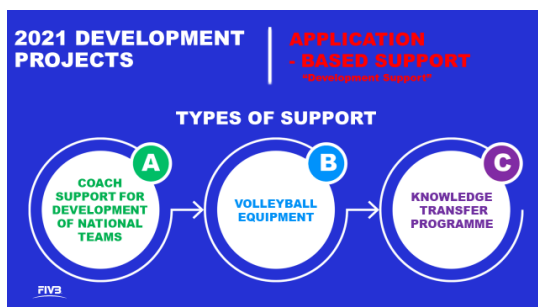 2021 DEVELOPMENT
PROJECTS
APPLICATION
- BASED SUPPORT
"Development Support"
TYPES OF SUPPORT
A
COACH
SUPPORT FOR
DEVELOPMENT
OF NATIONAL
TEAMS
B
VOLLEYBALL
EQUIPMENT
C
KNOWLEDGE
TRANSFER
PROGRAMME
FIVB